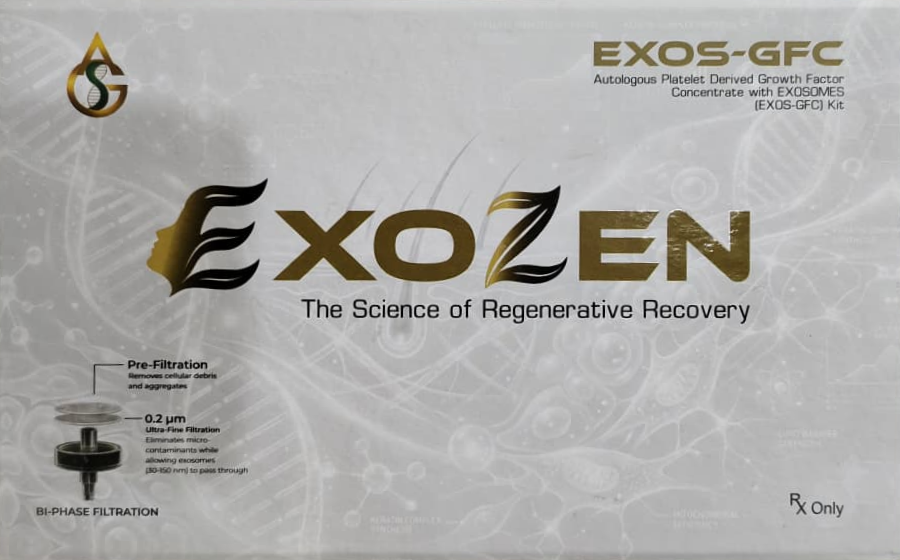 EXOS-GFC
Autologous Platelet Derived Growth Factor
Concentrate with EXOSOMES
(EXOS-GFC) Kit
EXOZEN
The Science of Regenerative Recovery
Pre-Filtration
Removes cellular debris
and aggregates
0.2 µm
Ultra-Fine Filtration
Eliminates micro-
contaminants while
allowing exosomes
(30-150 nm) to pass through
BI-PHASE FILTRATION
Rx Only